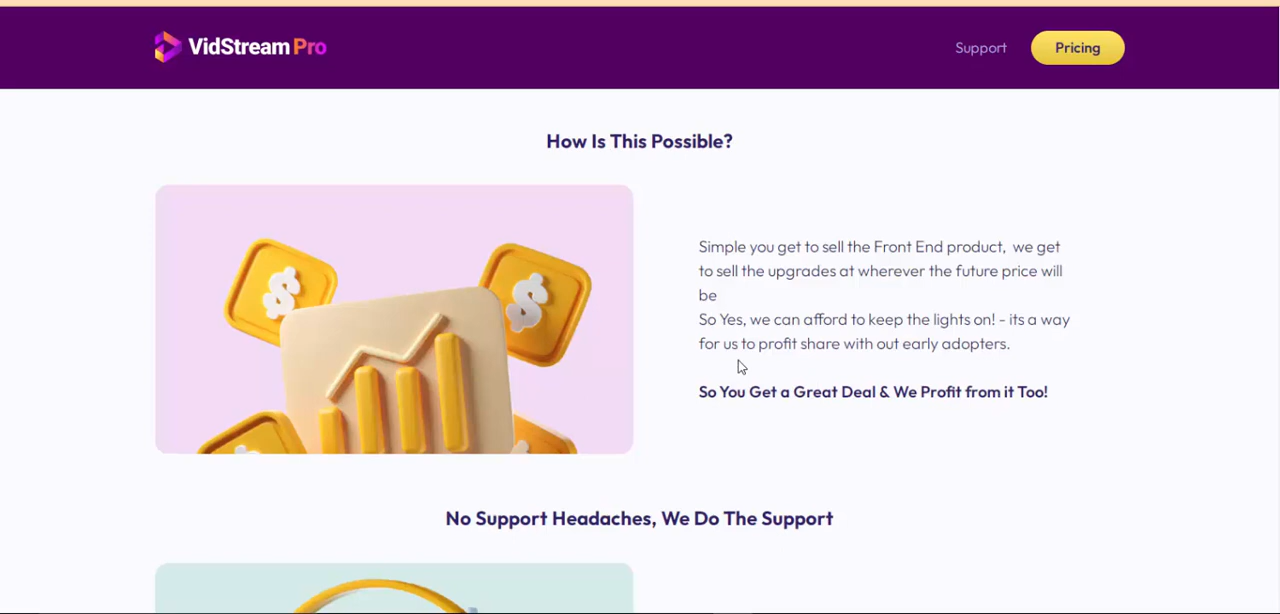 VidStream Pro
Support
Pricing
How Is This Possible?
Simple you get to sell the Front End product,  we get
to sell the upgrades at wherever the future price will
be
So Yes, we can afford to keep the lights on! - its a way
for us to profit share with out early adopters.
So You Get a Great Deal & We Profit from it Too!
$
$
No Support Headaches, We Do The Support